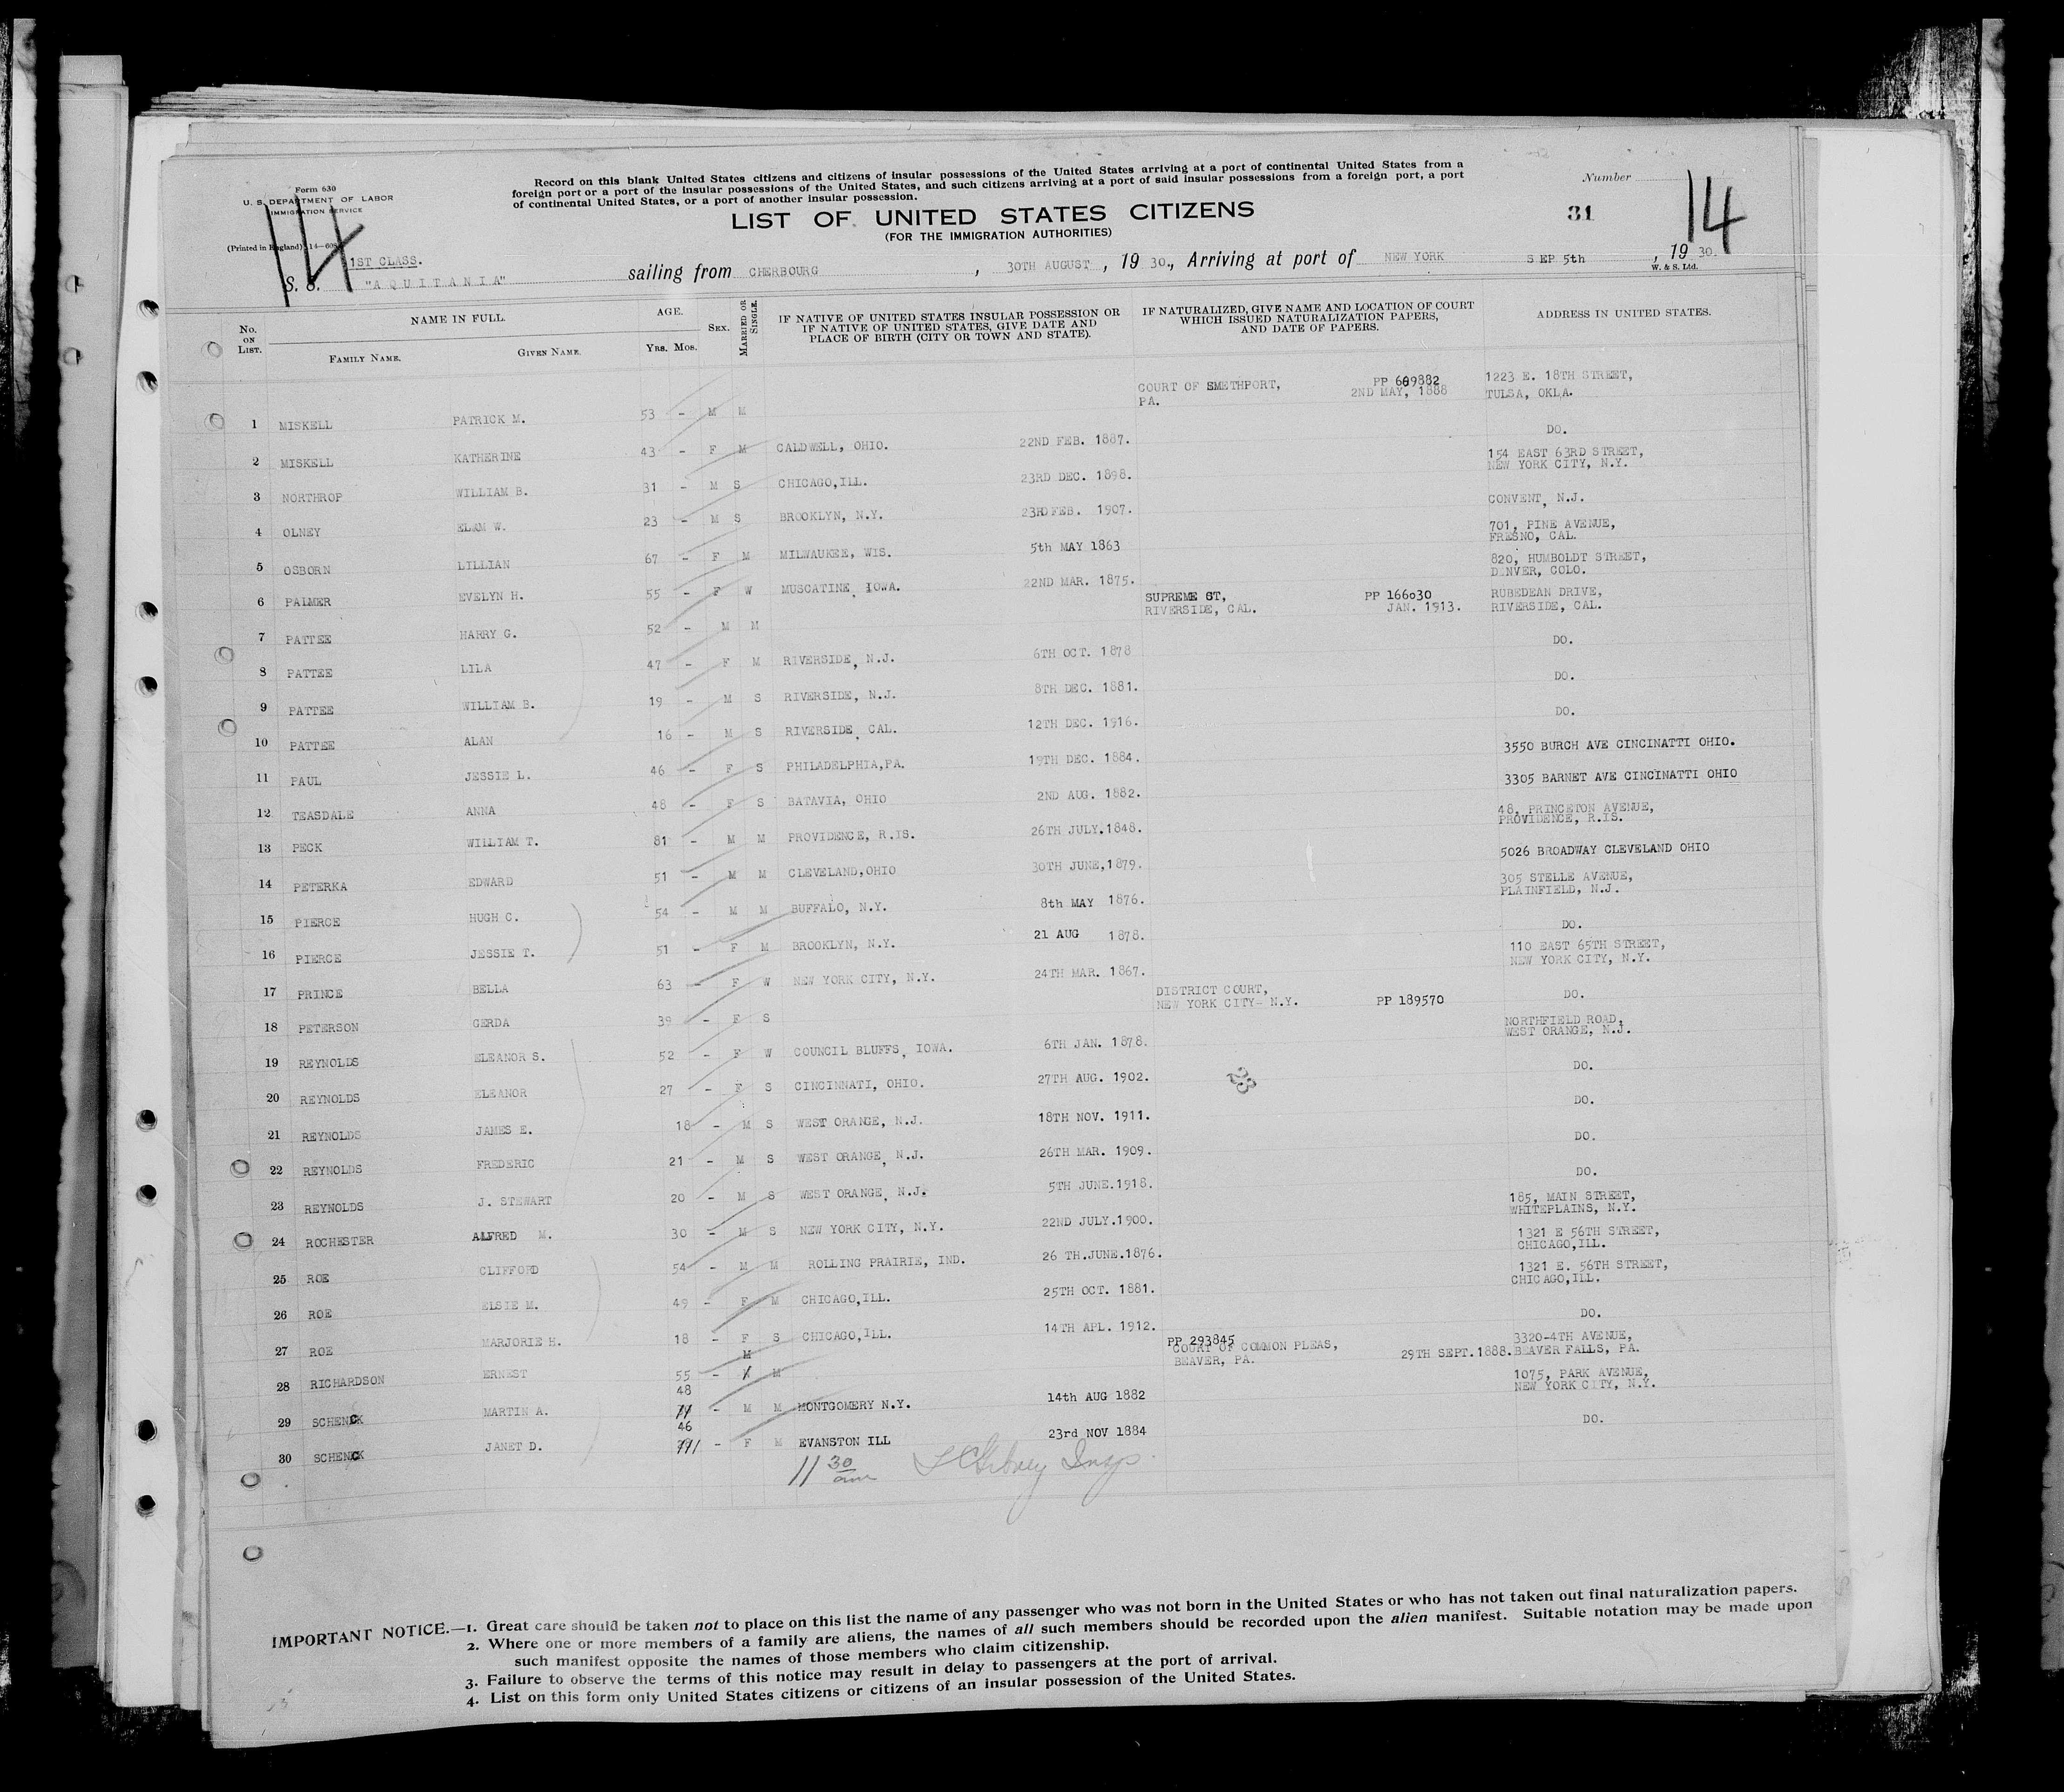 Form 630
U. S. DEPARTMENT OF LABOR
IMMIGRATION SERVICE
(Printed in England) 14—608
Record on this blank United States citizens and citizens of insular possessions of the United States arriving at a port of continental United States from a
foreign port or a port of the insular possessions of the United States, and such citizens arriving at a port of said insular possessions from a foreign port, a port
of continental United States, or a port of another insular possession.
Number
14
14
31
LIST OF UNITED STATES CITIZENS
(FOR THE IMMIGRATION AUTHORITIES)
1ST CLASS.
S. S. "AQUITANIA" sailing from CHERBOURG, 30TH AUGUST, 19 30., Arriving at port of NEW YORK SEP 5th, 19 30.
W. & S. Ltd.
No. ON LIST. NAME IN FULL. AGE. SEX. MARRIED OR SINGLE. IF NATIVE OF UNITED STATES INSULAR POSSESSION OR IF NATIVE OF UNITED STATES, GIVE DATE AND PLACE OF BIRTH (CITY OR TOWN AND STATE). IF NATURALIZED, GIVE NAME AND LOCATION OF COURT WHICH ISSUED NATURALIZATION PAPERS, AND DATE OF PAPERS. ADDRESS IN UNITED STATES.
FAMILY NAME. GIVEN NAME. YRS. MOS.
1 MISKELL PATRICK M. 53 - M M COURT OF SMETHPORT, PA. PP 609882 2ND MAY, 1888 1223 E. 18TH STREET, TULSA, OKLA.
2 MISKELL KATHERINE 43 - F M CALDWELL, OHIO. 22ND FEB. 1887. DO.
3 NORTHROP WILLIAM B. 31 - M S CHICAGO,ILL. 23RD DEC. 1898. 154 EAST 63RD STREET, NEW YORK CITY, N.Y.
4 OLNEY ELAM W. 23 - M S BROOKLYN, N.Y. 23RD FEB. 1907. CONVENT, N.J.
5 OSBORN LILLIAN 67 - F M MILWAUKEE, WIS. 5th MAY 1863 701, PINE AVENUE, FRESNO, CAL.
6 PALMER EVELYN H. 55 - F W MUSCATINE, IOWA. 22ND MAR. 1875. 820, HUMBOLDT STREET, DENVER, COLO.
7 PATTEE HARRY G. 52 - M M SUPREME CT, RIVERSIDE, CAL. PP 166030 JAN. 1913. RUBEDEAN DRIVE, RIVERSIDE, CAL.
8 PATTEE LILA 47 - F M RIVERSIDE, N.J. 6TH OCT. 1878 DO.
9 PATTEE WILLIAM B. 19 - M S RIVERSIDE, N.J. 8TH DEC. 1881. DO.
10 PATTEE ALAN 16 - M S RIVERSIDE, CAL. 12TH DEC. 1916. DO.
11 PAUL JESSIE L. 46 - F S PHILADELPHIA,PA. 19TH DEC. 1884. 3550 BURCH AVE CINCINATTI OHIO.
12 TEASDALE ANNA 48 - F S BATAVIA, OHIO 2ND AUG. 1882. 3305 BARNET AVE CINCINATTI OHIO
13 PECK WILLIAM T. 81 - M M PROVIDENCE, R.IS. 26TH JULY.1848. 48, PRINCETON AVENUE, PROVIDENCE, R.IS.
14 PETERKA EDWARD 51 - M M CLEVELAND,OHIO 30TH JUNE,1879. 5026 BROADWAY CLEVELAND OHIO
15 PIERCE HUGH C. 54 - M M BUFFALO, N.Y. 8th MAY 1876. 305 STELLE AVENUE, PLAINFIELD, N.J.
16 PIERCE JESSIE T. 51 - F M BROOKLYN, N.Y. 21 AUG 1878. DO.
17 PRINCE BELLA 63 - F W NEW YORK CITY, N.Y. 24TH MAR. 1867. 110 EAST 65TH STREET, NEW YORK CITY, N.Y.
18 PETERSON GERDA 39 - F S DISTRICT COURT, NEW YORK CITY- N.Y. PP 189570 DO.
19 REYNOLDS ELEANOR S. 52 - F W COUNCIL BLUFFS, IOWA. 6TH JAN. 1878. NORTHFIELD ROAD, WEST ORANGE, N.J.
20 REYNOLDS ELEANOR 27 - F S CINCINNATI, OHIO. 27TH AUG. 1902. 23 DO.
21 REYNOLDS JAMES E. 18 - M S WEST ORANGE, N.J. 18TH NOV. 1911. DO.
22 REYNOLDS FREDERIC 21 - M S WEST ORANGE, N.J. 26TH MAR. 1909. DO.
23 REYNOLDS J. STEWART 20 - M S WEST ORANGE, N.J. 5TH JUNE.1918. DO.
24 ROCHESTER ALFRED M. 30 - M S NEW YORK CITY, N.Y. 22ND JULY.1900. 185, MAIN STREET, WHITEPLAINS, N.Y.
25 ROE CLIFFORD 54 - M M ROLLING PRAIRIE, IND. 26 TH.JUNE.1876. 1321 E 56TH STREET, CHICAGO,ILL.
26 ROE ELSIE M. 49 - F M CHICAGO,ILL. 25TH OCT. 1881. 1321 E. 56TH STREET, CHICAGO,ILL.
27 ROE MARJORIE H. 18 - F S CHICAGO,ILL. 14TH APL. 1912. DO.
28 RICHARDSON ERNEST 55 - M M PP 293845 COURT OF COMMON PLEAS, BEAVER, PA. 29TH SEPT.1888. 3320-4TH AVENUE, BEAVER FALLS, PA.
29 SCHENCK MARTIN A. 48 - M M MONTGOMERY N.Y. 14th AUG 1882 1075, PARK AVENUE, NEW YORK CITY, N.Y.
30 SCHENCK JANET D. 46 - F M EVANSTON ILL 23rd NOV 1884 DO.
11 30 am Insp.
IMPORTANT NOTICE.—1. Great care should be taken not to place on this list the name of any passenger who was not born in the United States or who has not taken out final naturalization papers.
2. Where one or more members of a family are aliens, the names of all such members should be recorded upon the alien manifest. Suitable notation may be made upon
such manifest opposite the names of those members who claim citizenship.
3. Failure to observe the terms of this notice may result in delay to passengers at the port of arrival.
4. List on this form only United States citizens or citizens of an insular possession of the United States.